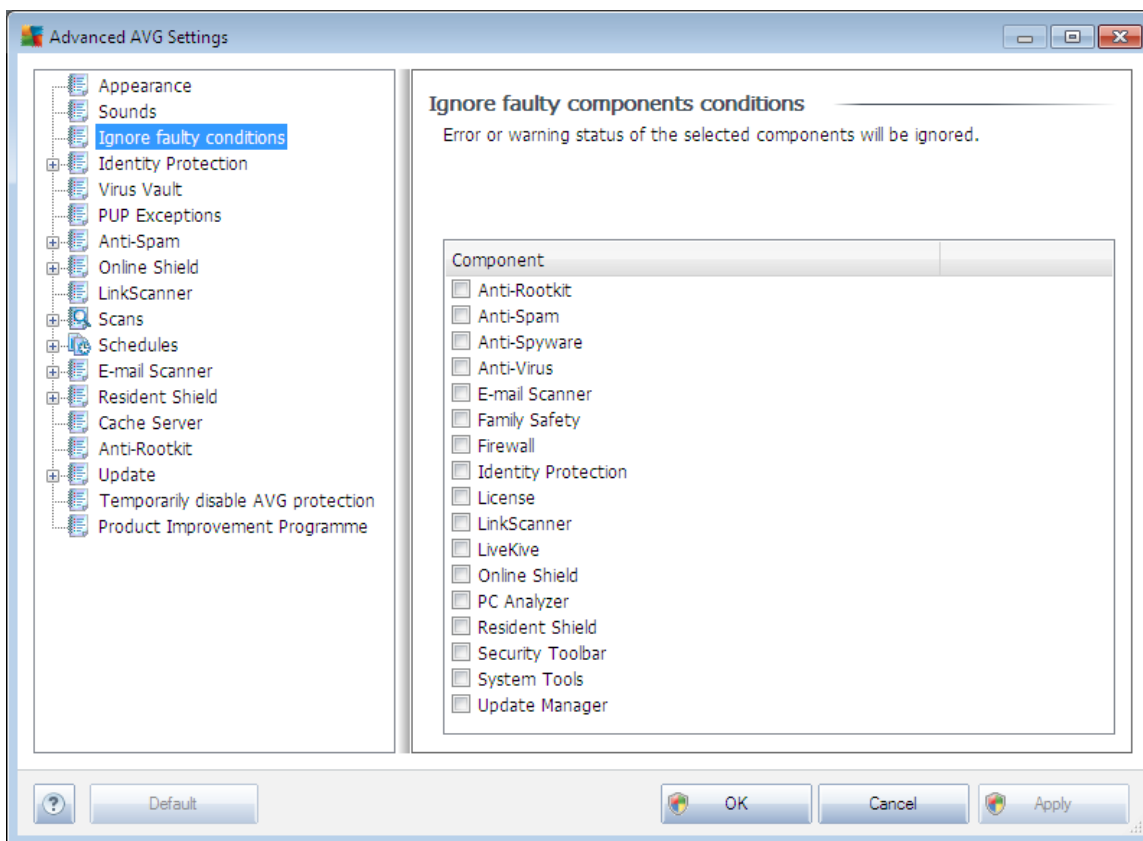 Advanced AVG Settings
Appearance
Sounds
Ignore faulty conditions
Identity Protection
Virus Vault
PUP Exceptions
Anti-Spam
Online Shield
LinkScanner
Scans
Schedules
E-mail Scanner
Resident Shield
Cache Server
Anti-Rootkit
Update
Temporarily disable AVG protection
Product Improvement Programme
Ignore faulty components conditions
Error or warning status of the selected components will be ignored.
Component
Anti-Rootkit
Anti-Spam
Anti-Spyware
Anti-Virus
E-mail Scanner
Family Safety
Firewall
Identity Protection
License
LinkScanner
LiveKive
Online Shield
PC Analyzer
Resident Shield
Security Toolbar
System Tools
Update Manager
?
Default
OK
Cancel
Apply